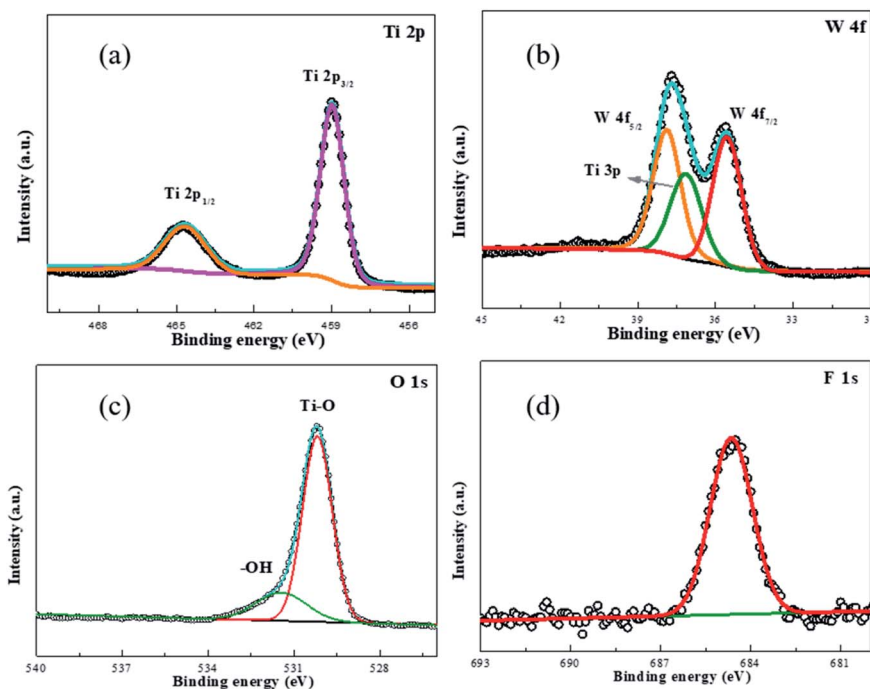 Ti 2p
(a)
Ti 2p3/2
Ti 2p1/2
Intensity (a.u.)
468 465 462 459 456
Binding energy (eV)
W 4f
(b)
W 4f5/2
W 4f7/2
Ti 3p
Intensity (a.u.)
45 42 39 36 33 3
Binding energy (eV)
O 1s
(c)
Ti-O
-OH
Intensity (a.u.)
540 537 534 531 528
Binding energy (eV)
F 1s
(d)
Intensity (a.u.)
693 690 687 684 681
Binding energy (eV)